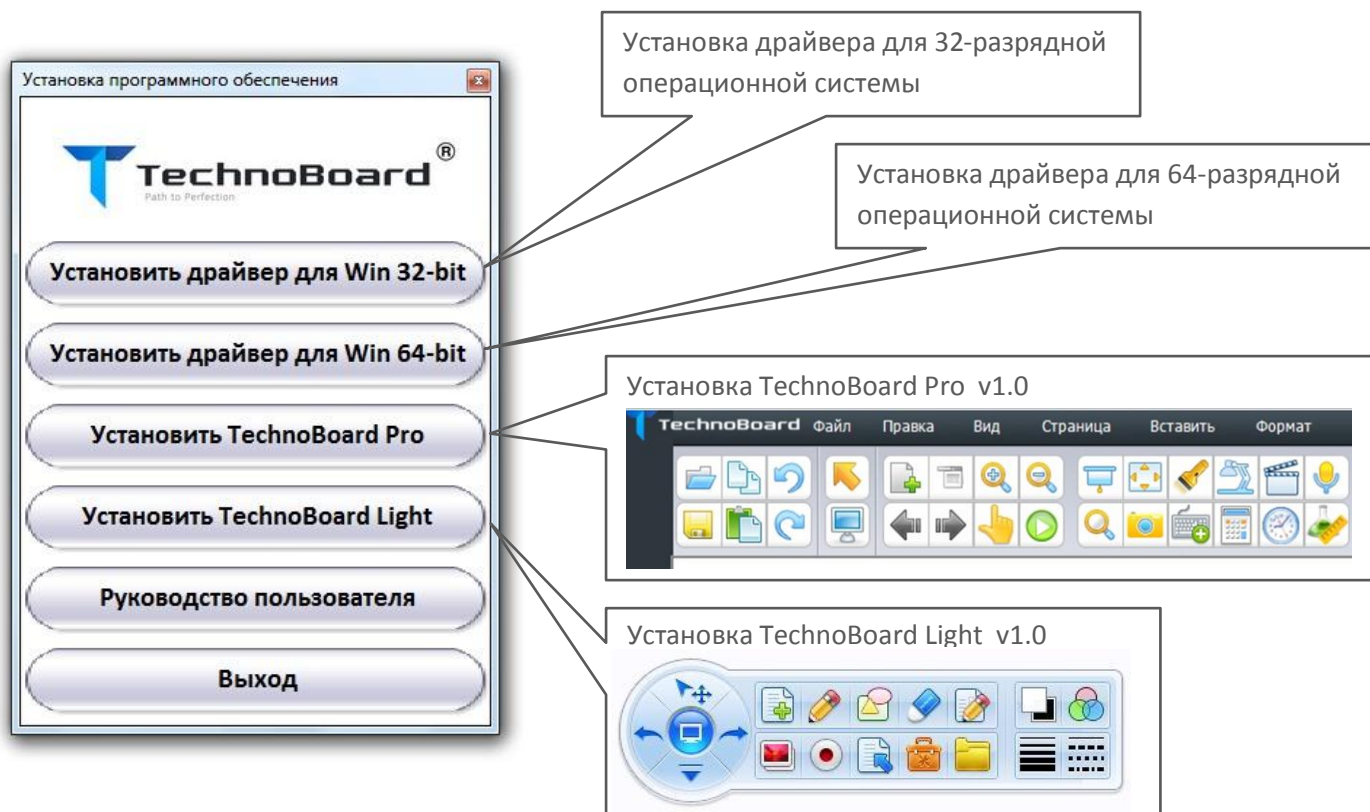 Установка драйвера для 32-разрядной
операционной системы
Установка программного обеспечения
TechnoBoard ®
Path to Perfection
Установка драйвера для 64-разрядной
операционной системы
Установить драйвер для Win 32-bit
Установить драйвер для Win 64-bit
Установка TechnoBoard Pro v1.0
TechnoBoard Файл Правка Вид Страница Вставить Формат
Установить TechnoBoard Pro
Установить TechnoBoard Light
Руководство пользователя
Установка TechnoBoard Light v1.0
Выход